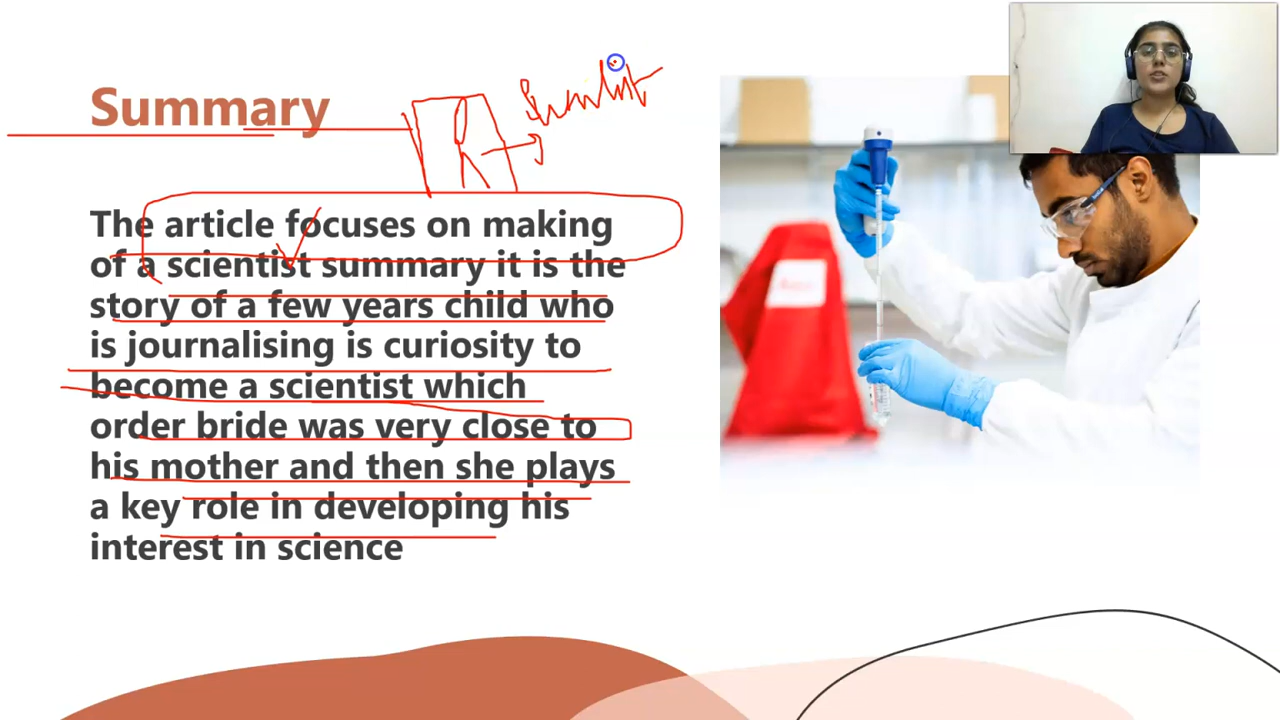 Summary
R
Scientist
The article focuses on making
of a scientist summary it is the
story of a few years child who
is journalising is curiosity to
become a scientist which
order bride was very close to
his mother and then she plays
a key role in developing his
interest in science